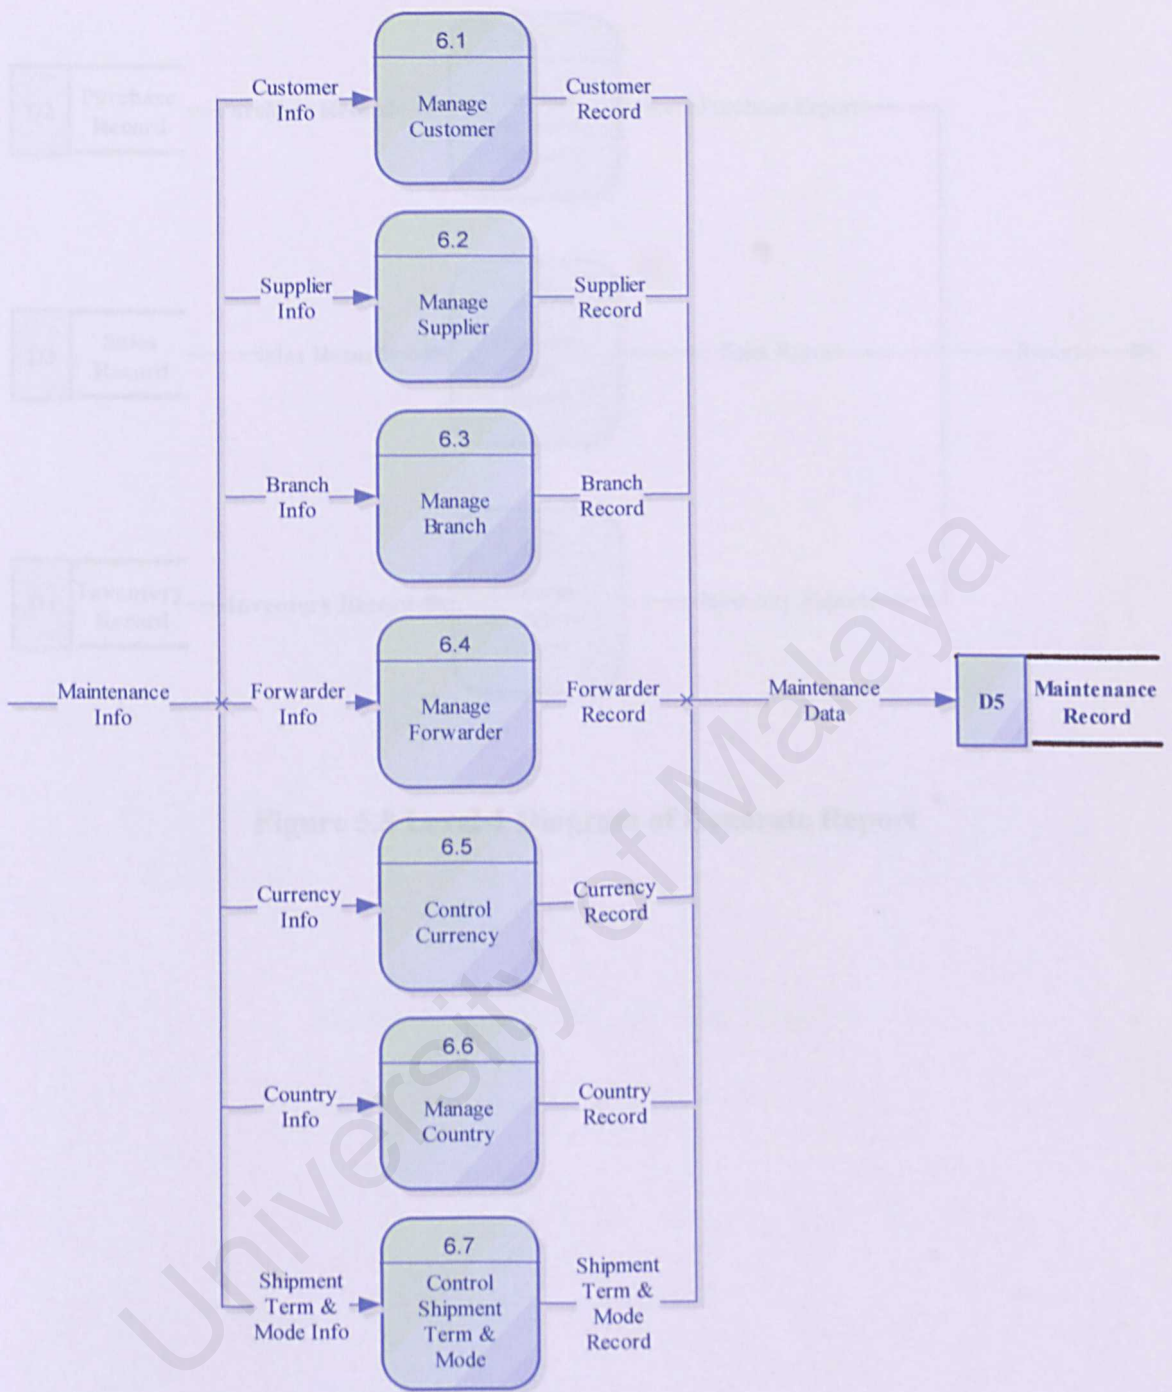 6.1
Customer
Info
Manage
Customer
Customer
Record
6.2
Supplier
Info
Manage
Supplier
Supplier
Record
6.3
Branch
Info
Manage
Branch
Branch
Record
6.4
Maintenance
Info
Forwarder
Info
Manage
Forwarder
Forwarder
Record
Maintenance
Data
D5
Maintenance
Record
6.5
Currency
Info
Control
Currency
Currency
Record
6.6
Country
Info
Manage
Country
Country
Record
6.7
Shipment
Term &
Mode Info
Control
Shipment
Term &
Mode
Shipment
Term &
Mode
Record
University of Malaya